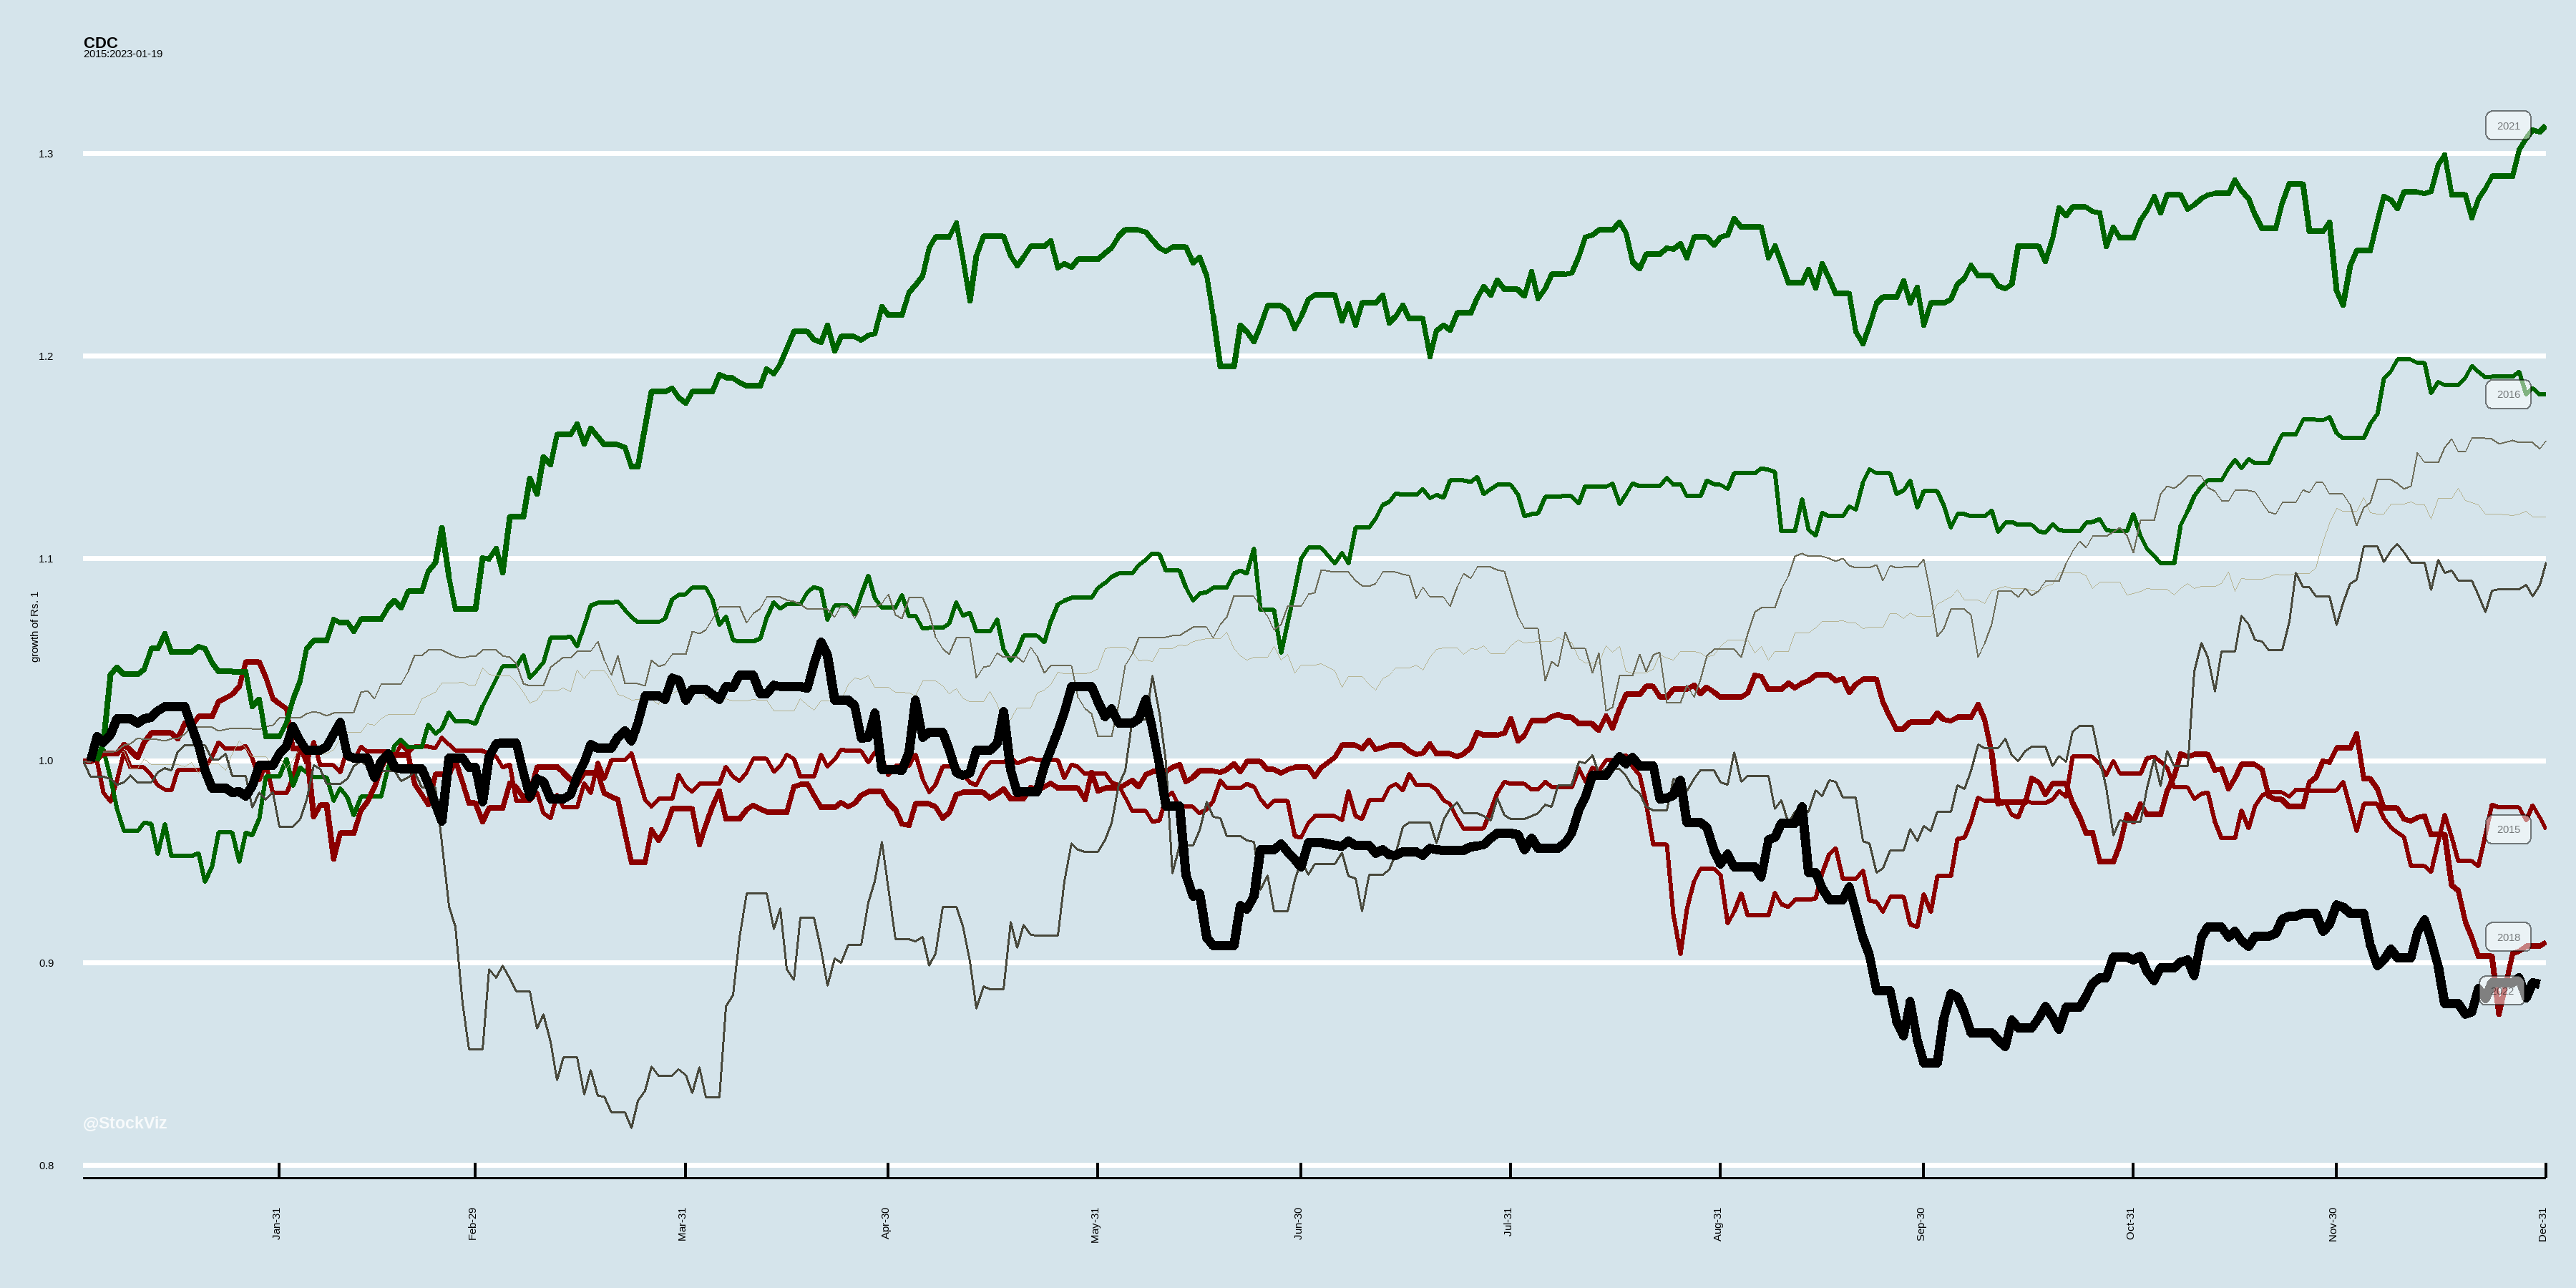 CDC
2015:2023-01-19
growth of Rs. 1
1.3
1.2
1.1
1.0
0.9
0.8
2021
2016
2015
2018
2022
@StockViz
Jan-31
Feb-29
Mar-31
Apr-30
May-31
Jun-30
Jul-31
Aug-31
Sep-30
Oct-31
Nov-30
Dec-31